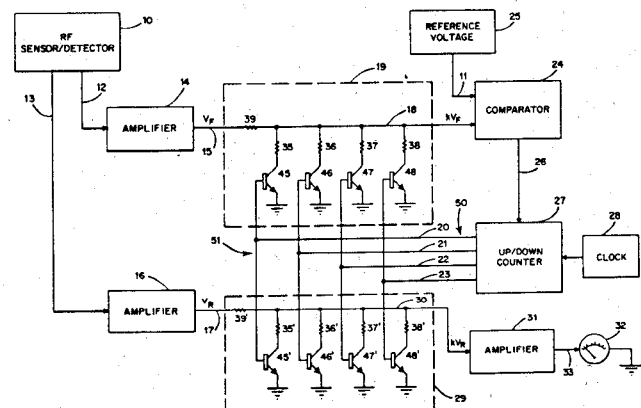 RF
SENSOR/DETECTOR
10
REFERENCE
VOLTAGE
25
13
12
14
19
11
24
AMPLIFIER
VF
15
39
18
kVF
COMPARATOR
35
36
37
38
45
46
47
48
26
20
50
27
51
21
22
23
UP/DOWN
COUNTER
28
CLOCK
16
AMPLIFIER
VR
17
39'
30
35'
36'
37'
38'
45'
46'
47'
48'
kVR
31
AMPLIFIER
32
33
29